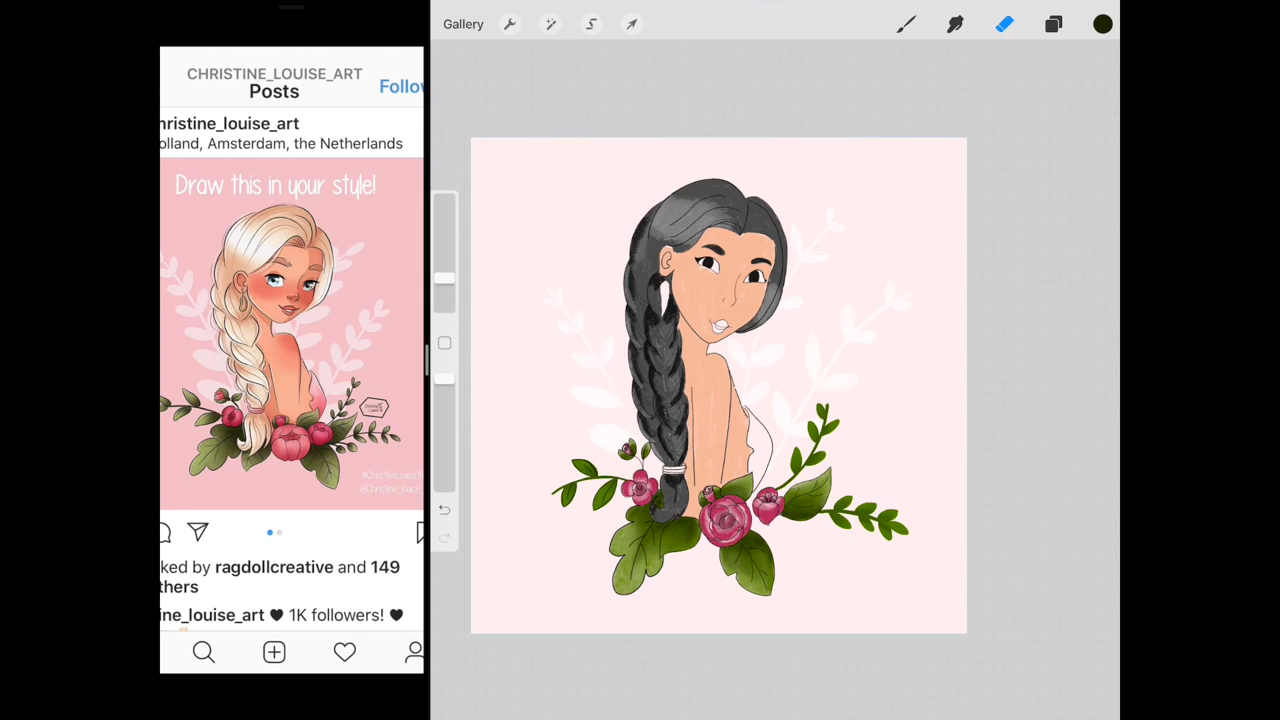 CHRISTINE_LOUISE_ART
Posts
Follow
hristine_louise_art
olland, Amsterdam, the Netherlands
Draw this in your style!
ked by ragdollcreative and 149
thers
ine_louise_art ♥ 1K followers! ♥
Gallery